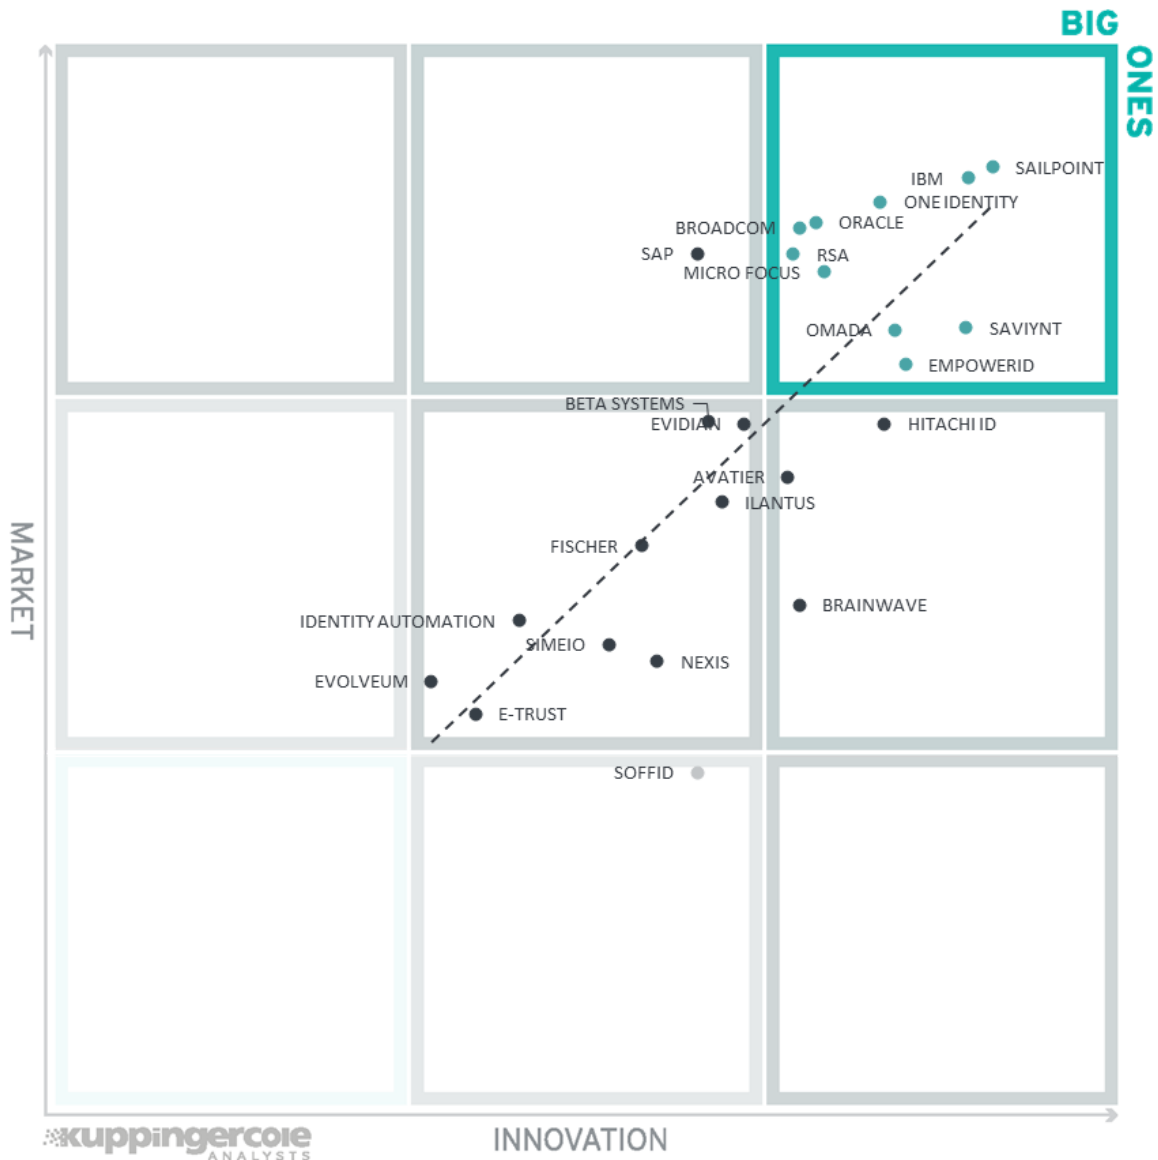 BIG
ONES
SAILPOINT
IBM
ONE IDENTITY
ORACLE
BROADCOM
SAP
RSA
MICRO FOCUS
OMADA
SAVIYNT
EMPOWERID
BETA SYSTEMS
EVIDIAN
HITACHI ID
AVATIER
ILANTUS
FISCHER
BRAINWAVE
IDENTITY AUTOMATION
SIMEIO
NEXIS
EVOLVEUM
E-TRUST
SOFFID
MARKET
INNOVATION
kuppingercole
ANALYSTS